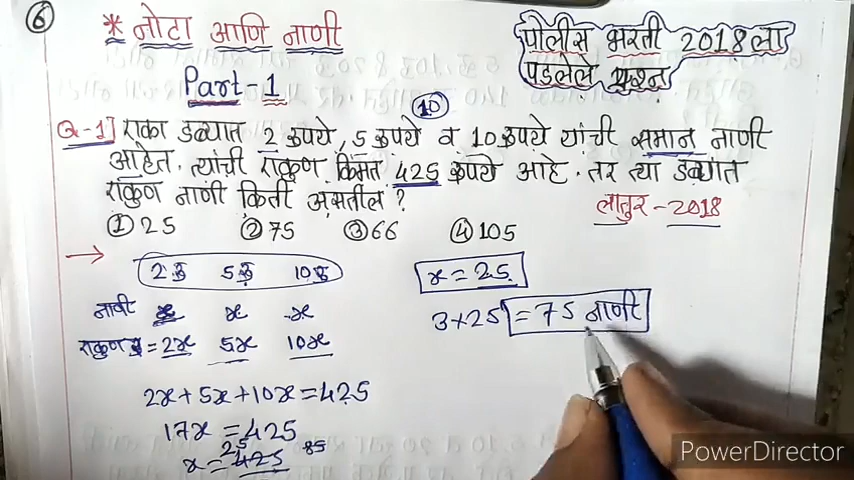 6
* नोटा आणि नाणी
पोलीस भरती 2018 ला
पडलेले प्रश्न
Part-1
10
Q-1] एका डब्यात 2 रुपये, 5 रुपये व 10 रुपये यांची समान नाणी
आहेत. त्यांची एकुण किंमत 425 रुपये आहे. तर त्या डब्यात
एकुण नाणी किती असतील ?
लातुर - 2018
① 25 ② 75 ③ 66 ④ 105
→ 2रु 5रु 10रु
नाणी x x x
एकुण रु = 2x 5x 10x
2x + 5x + 10x = 425
17x = 425
x = 425
25 85
x = 25
3 × 25 = 75 नाणी
PowerDirector